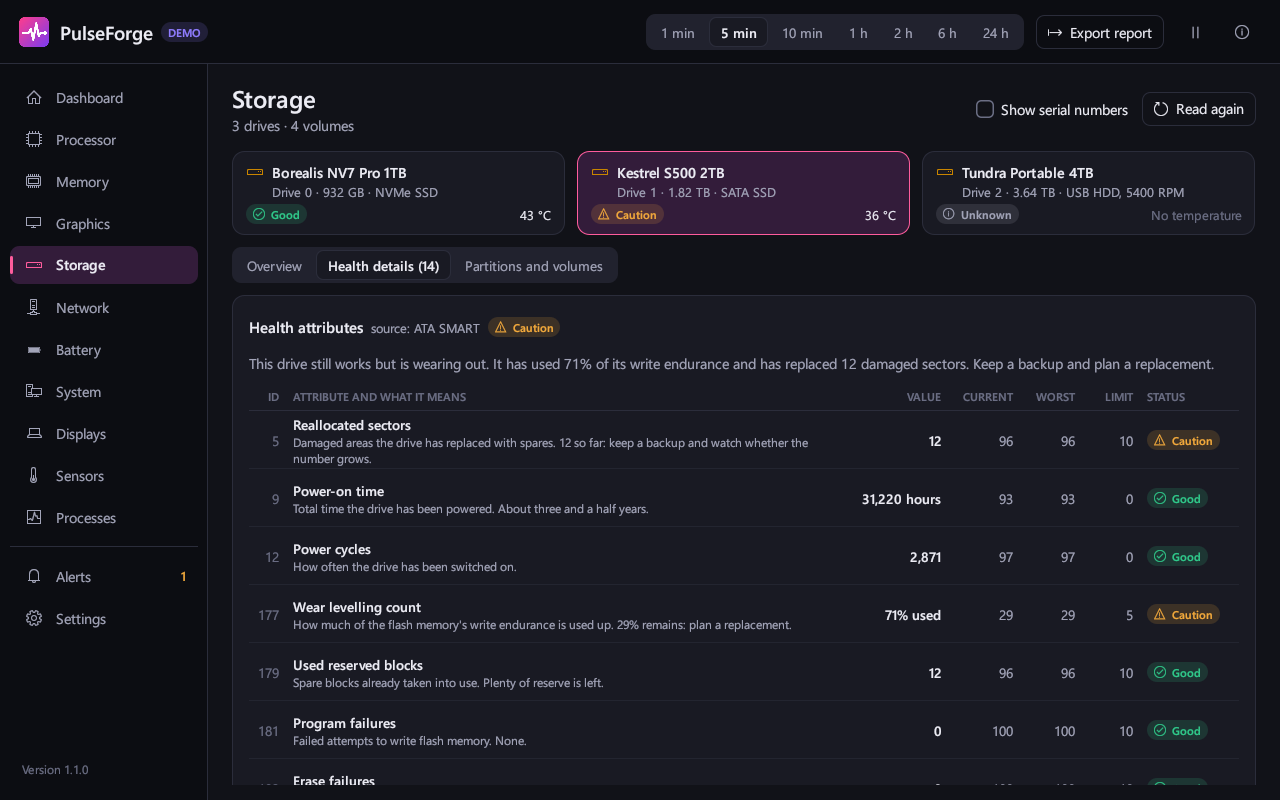 PulseForge DEMO
1 min 5 min 10 min 1 h 2 h 6 h 24 h
Export report
Dashboard
Processor
Memory
Graphics
Storage
Network
Battery
System
Displays
Sensors
Processes
Alerts 1
Settings
Version 1.1.0
Storage
3 drives · 4 volumes
Show serial numbers
Read again
Borealis NV7 Pro 1TB
Drive 0 · 932 GB · NVMe SSD
Good 43 °C
Kestrel S500 2TB
Drive 1 · 1.82 TB · SATA SSD
Caution 36 °C
Tundra Portable 4TB
Drive 2 · 3.64 TB · USB HDD, 5400 RPM
Unknown No temperature
Overview Health details (14) Partitions and volumes
Health attributes source: ATA SMART Caution
This drive still works but is wearing out. It has used 71% of its write endurance and has replaced 12 damaged sectors. Keep a backup and plan a replacement.
ID ATTRIBUTE AND WHAT IT MEANS VALUE CURRENT WORST LIMIT STATUS
Reallocated sectors
5 Damaged areas the drive has replaced with spares. 12 so far: keep a backup and watch whether the 12 96 96 10 Caution
number grows.
Power-on time
9 Total time the drive has been powered. About three and a half years. 31,220 hours 93 93 0 Good
Power cycles
12 How often the drive has been switched on. 2,871 97 97 0 Good
Wear levelling count
177 How much of the flash memory's write endurance is used up. 29% remains: plan a replacement. 71% used 29 29 5 Caution
Used reserved blocks
179 Spare blocks already taken into use. Plenty of reserve is left. 12 96 96 10 Good
Program failures
181 Failed attempts to write flash memory. None. 0 100 100 10 Good
Erase failures